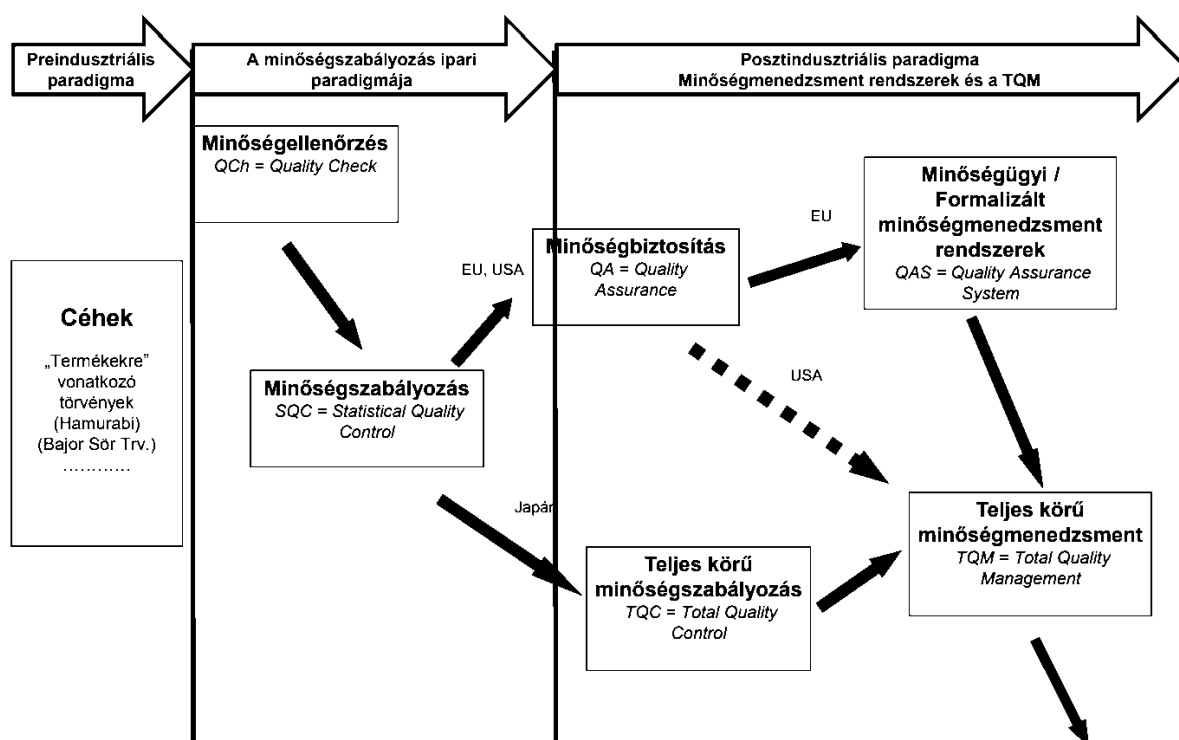 Preindusztriális
paradigma
A minőségszabályozás ipari
paradigmája
Posztindusztriális paradigma
Minőségmenedzsment rendszerek és a TQM
Minőségellenőrzés
QCh = Quality Check
Céhek
„Termékekre”
vonatkozó
törvények
(Hamurabi)
(Bajor Sör Trv.)
…………
Minőségszabályozás
SQC = Statistical Quality
Control
EU, USA
Minőségbiztosítás
QA = Quality
Assurance
EU
Minőségügyi /
Formalizált
minőségmenedzsment
rendszerek
QAS = Quality Assurance
System
USA
Japán
Teljes körű
minőségszabályozás
TQC = Total Quality
Control
Teljes körű
minőségmenedzsment
TQM = Total Quality
Management